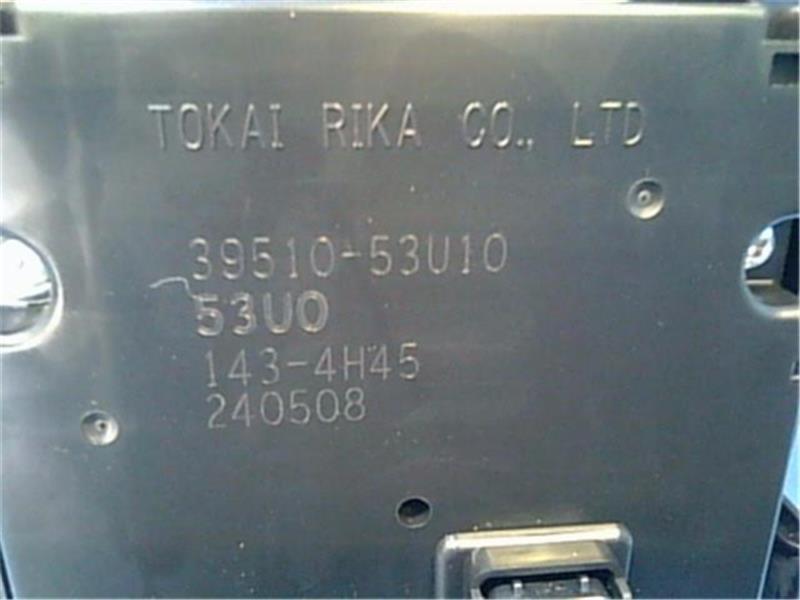 TOKAI RIKA CO., LTD
39510-53U10
53U0
143-4H45
240508